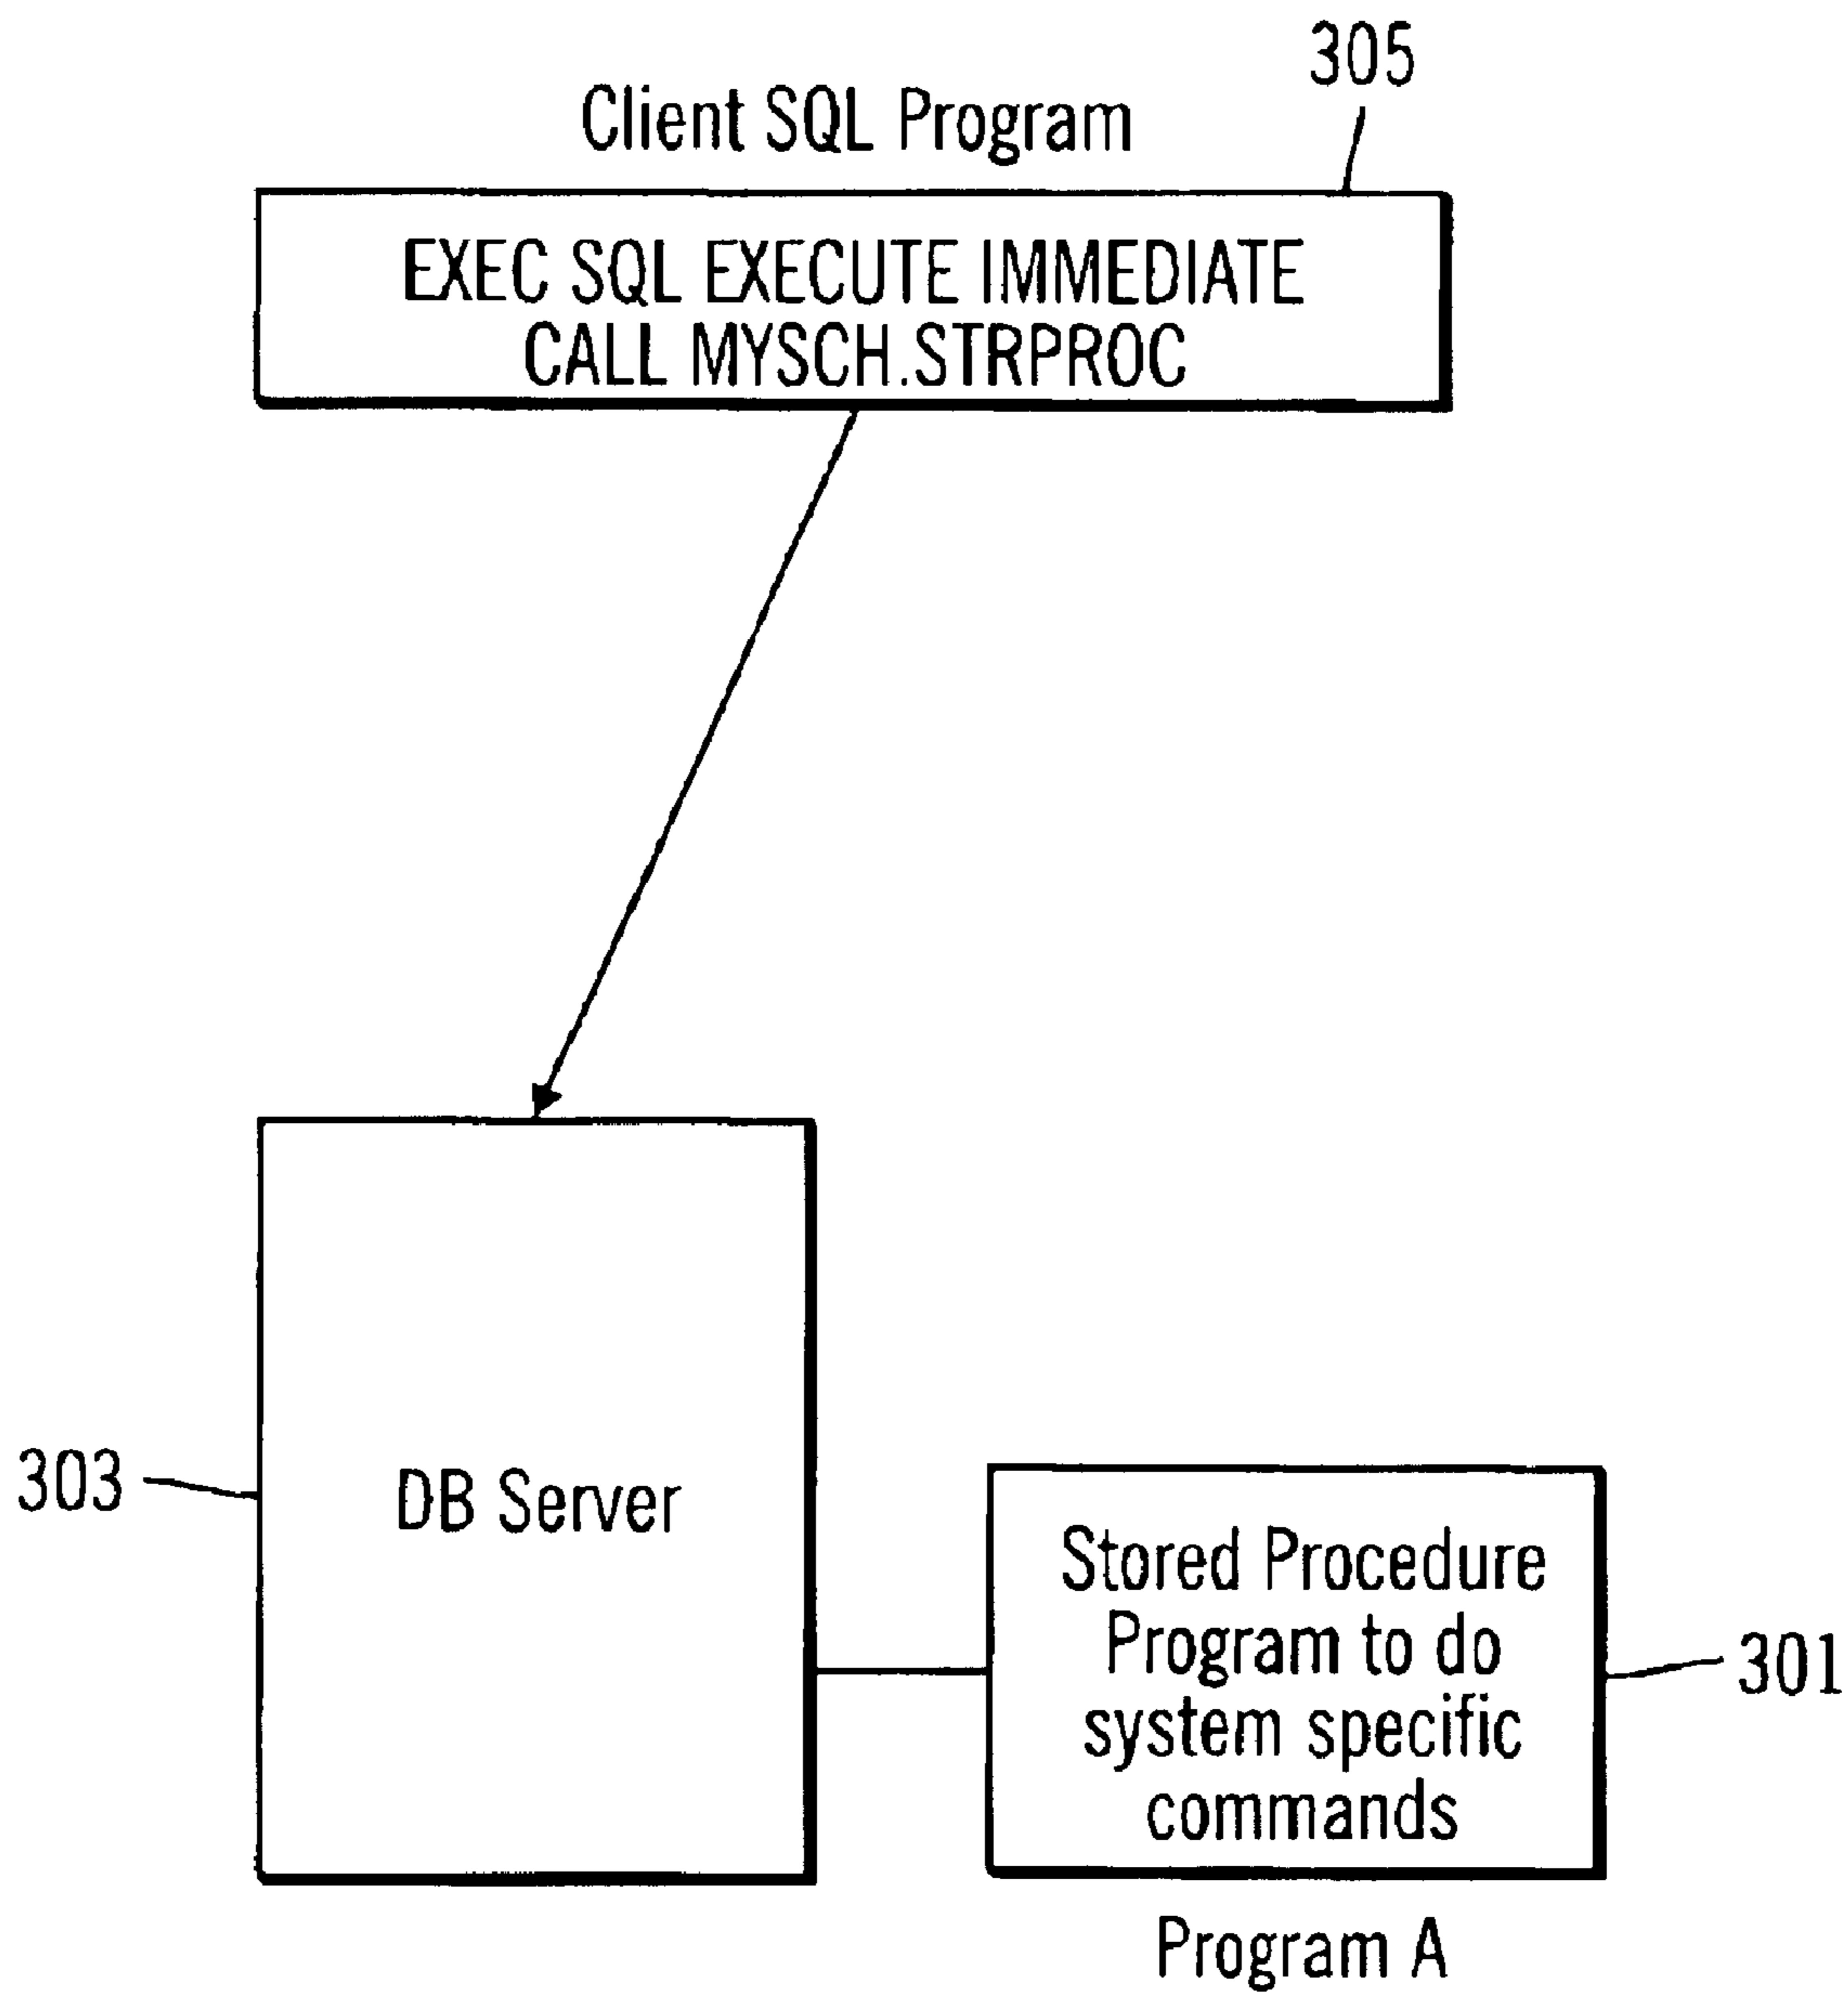 305
Client SQL Program
EXEC SQL EXECUTE IMMEDIATE
CALL MYSCH.STRPROC
303
DB Server
Stored Procedure
Program to do
system specific
commands
301
Program A